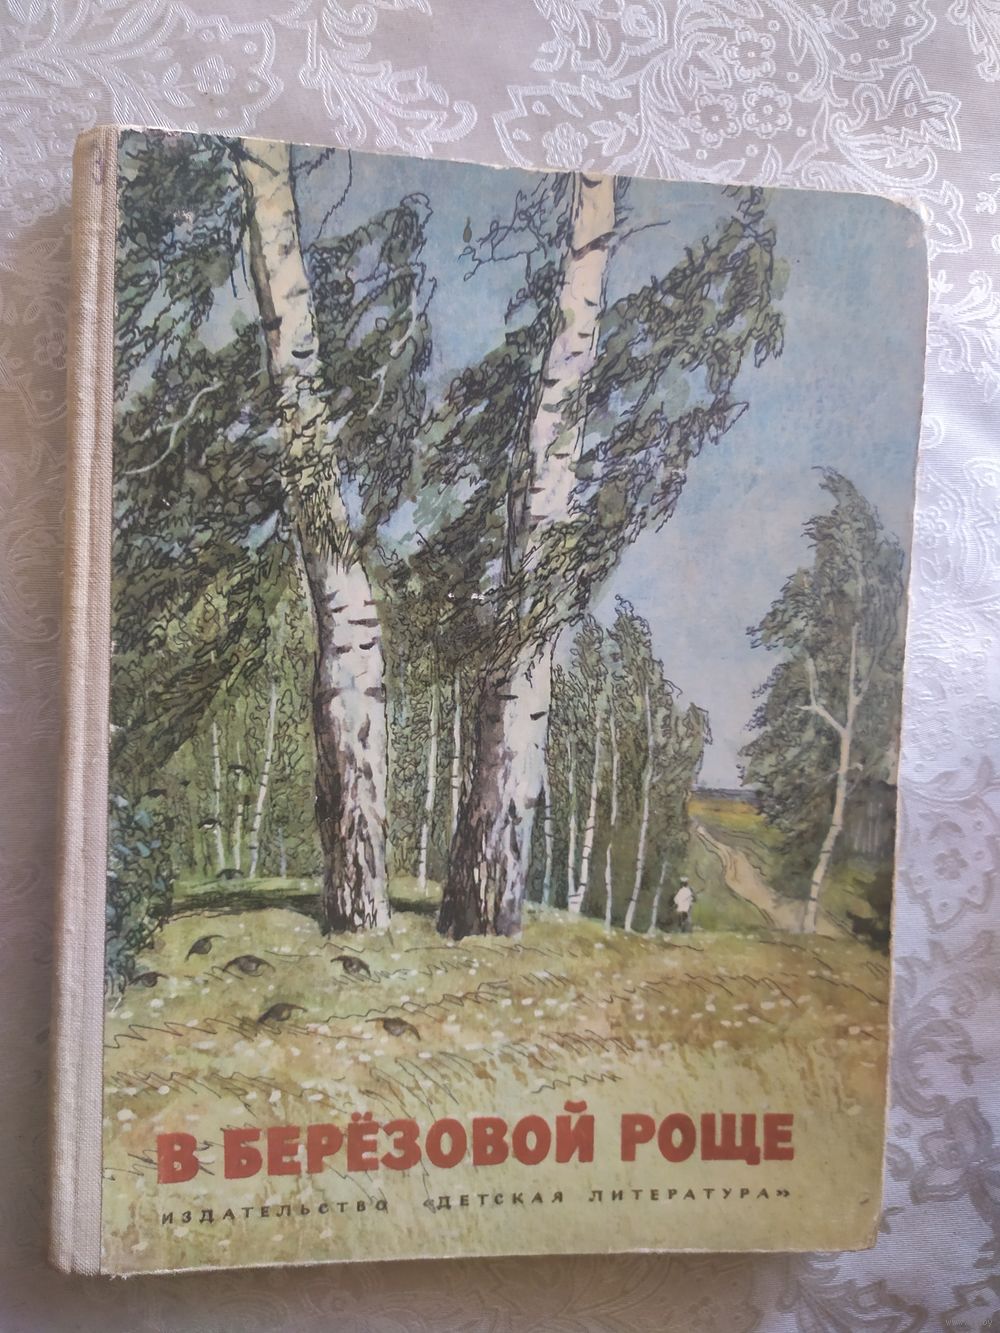 В БЕРЁЗОВОЙ РОЩЕ
ИЗДАТЕЛЬСТВО «ДЕТСКАЯ ЛИТЕРАТУРА»